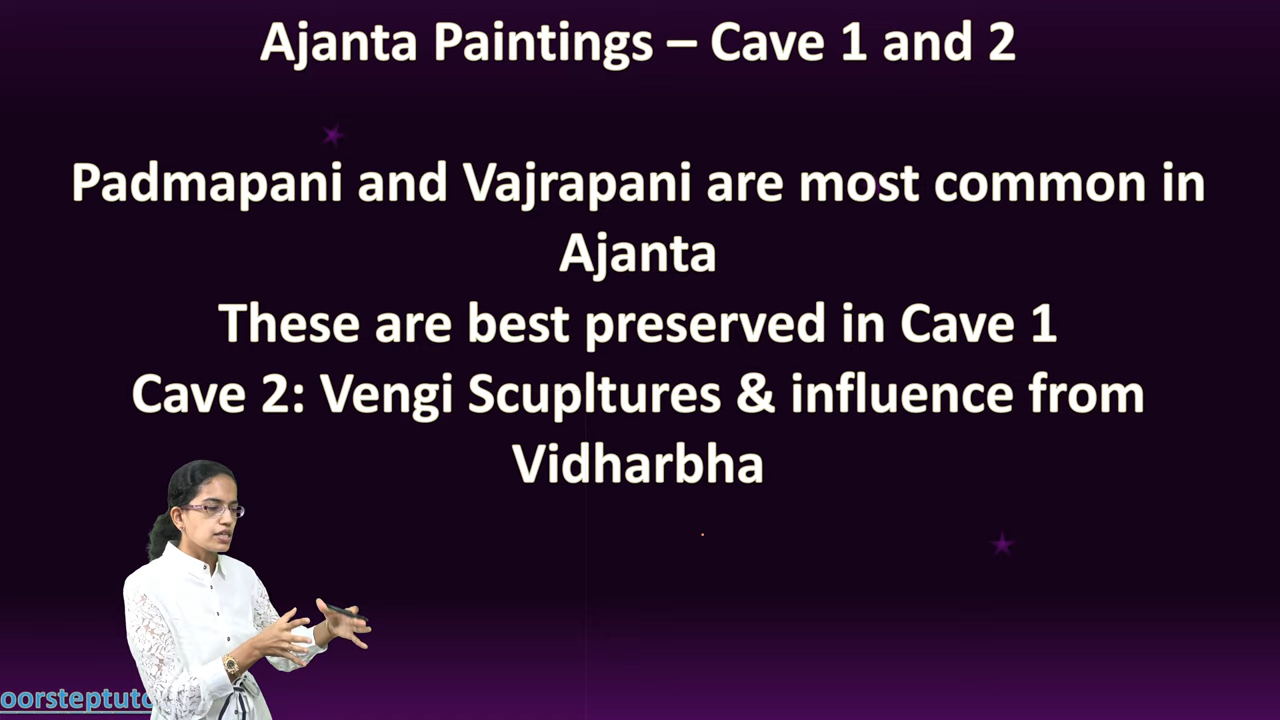 Ajanta Paintings – Cave 1 and 2
Padmapani and Vajrapani are most common in
Ajanta
These are best preserved in Cave 1
Cave 2: Vengi Scupltures & influence from
Vidharbha
oorsteptuto